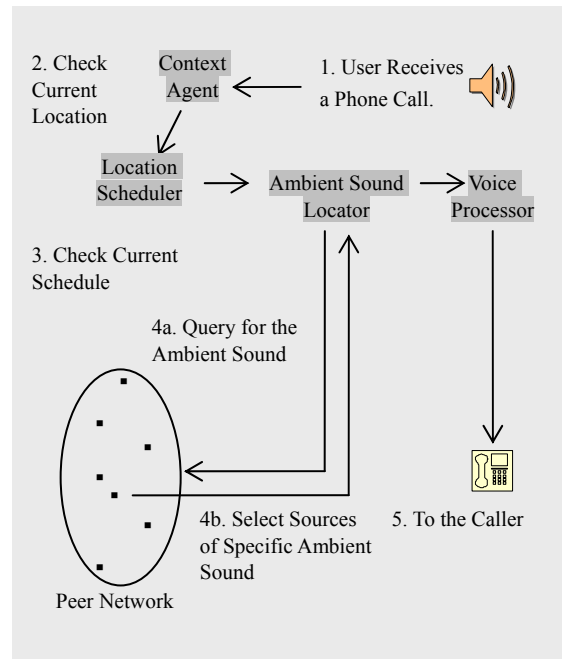 2. Check
Current
Location
Context
Agent
1. User Receives
a Phone Call.
Location
Scheduler
Ambient Sound
Locator
Voice
Processor
3. Check Current
Schedule
4a. Query for the
Ambient Sound
4b. Select Sources
of Specific Ambient
Sound
5. To the Caller
Peer Network